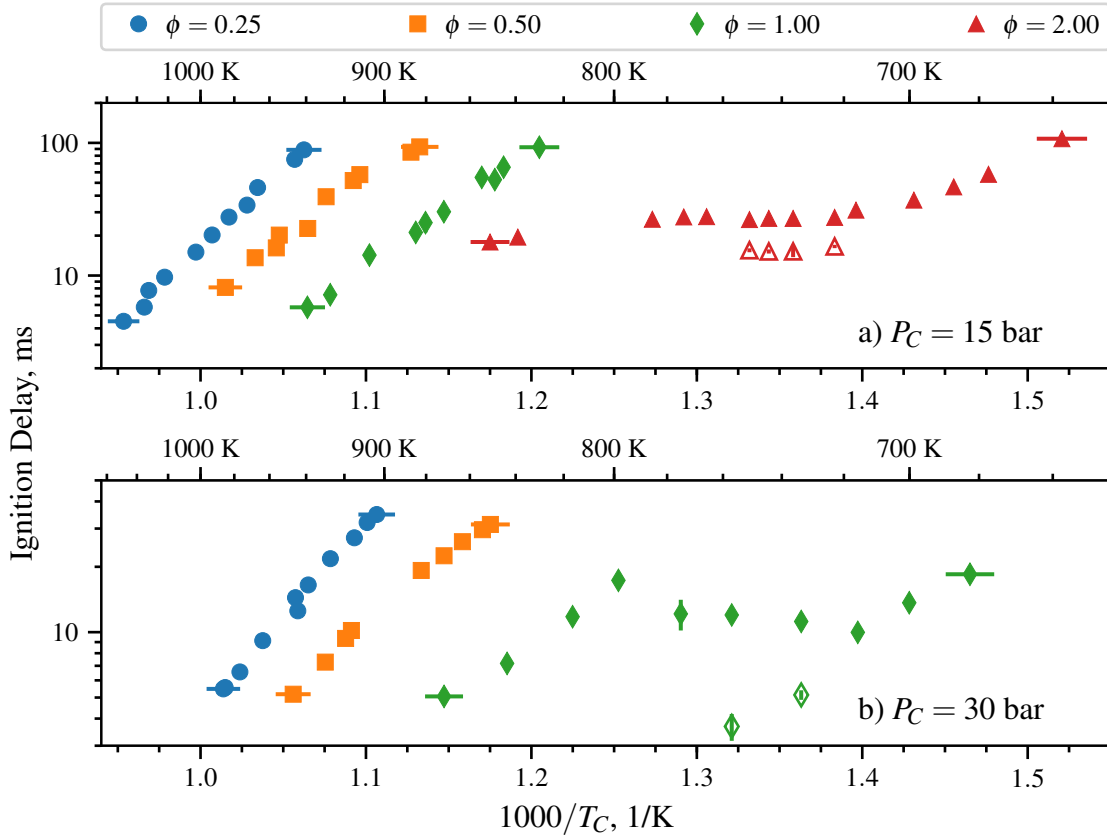 ϕ = 0.25 ϕ = 0.50 ϕ = 1.00 ϕ = 2.00
1000 K 900 K 800 K 700 K
100
10
a) P_C = 15 bar
1.0 1.1 1.2 1.3 1.4 1.5
Ignition Delay, ms
1000 K 900 K 800 K 700 K
10
b) P_C = 30 bar
1.0 1.1 1.2 1.3 1.4 1.5
1000/T_C, 1/K